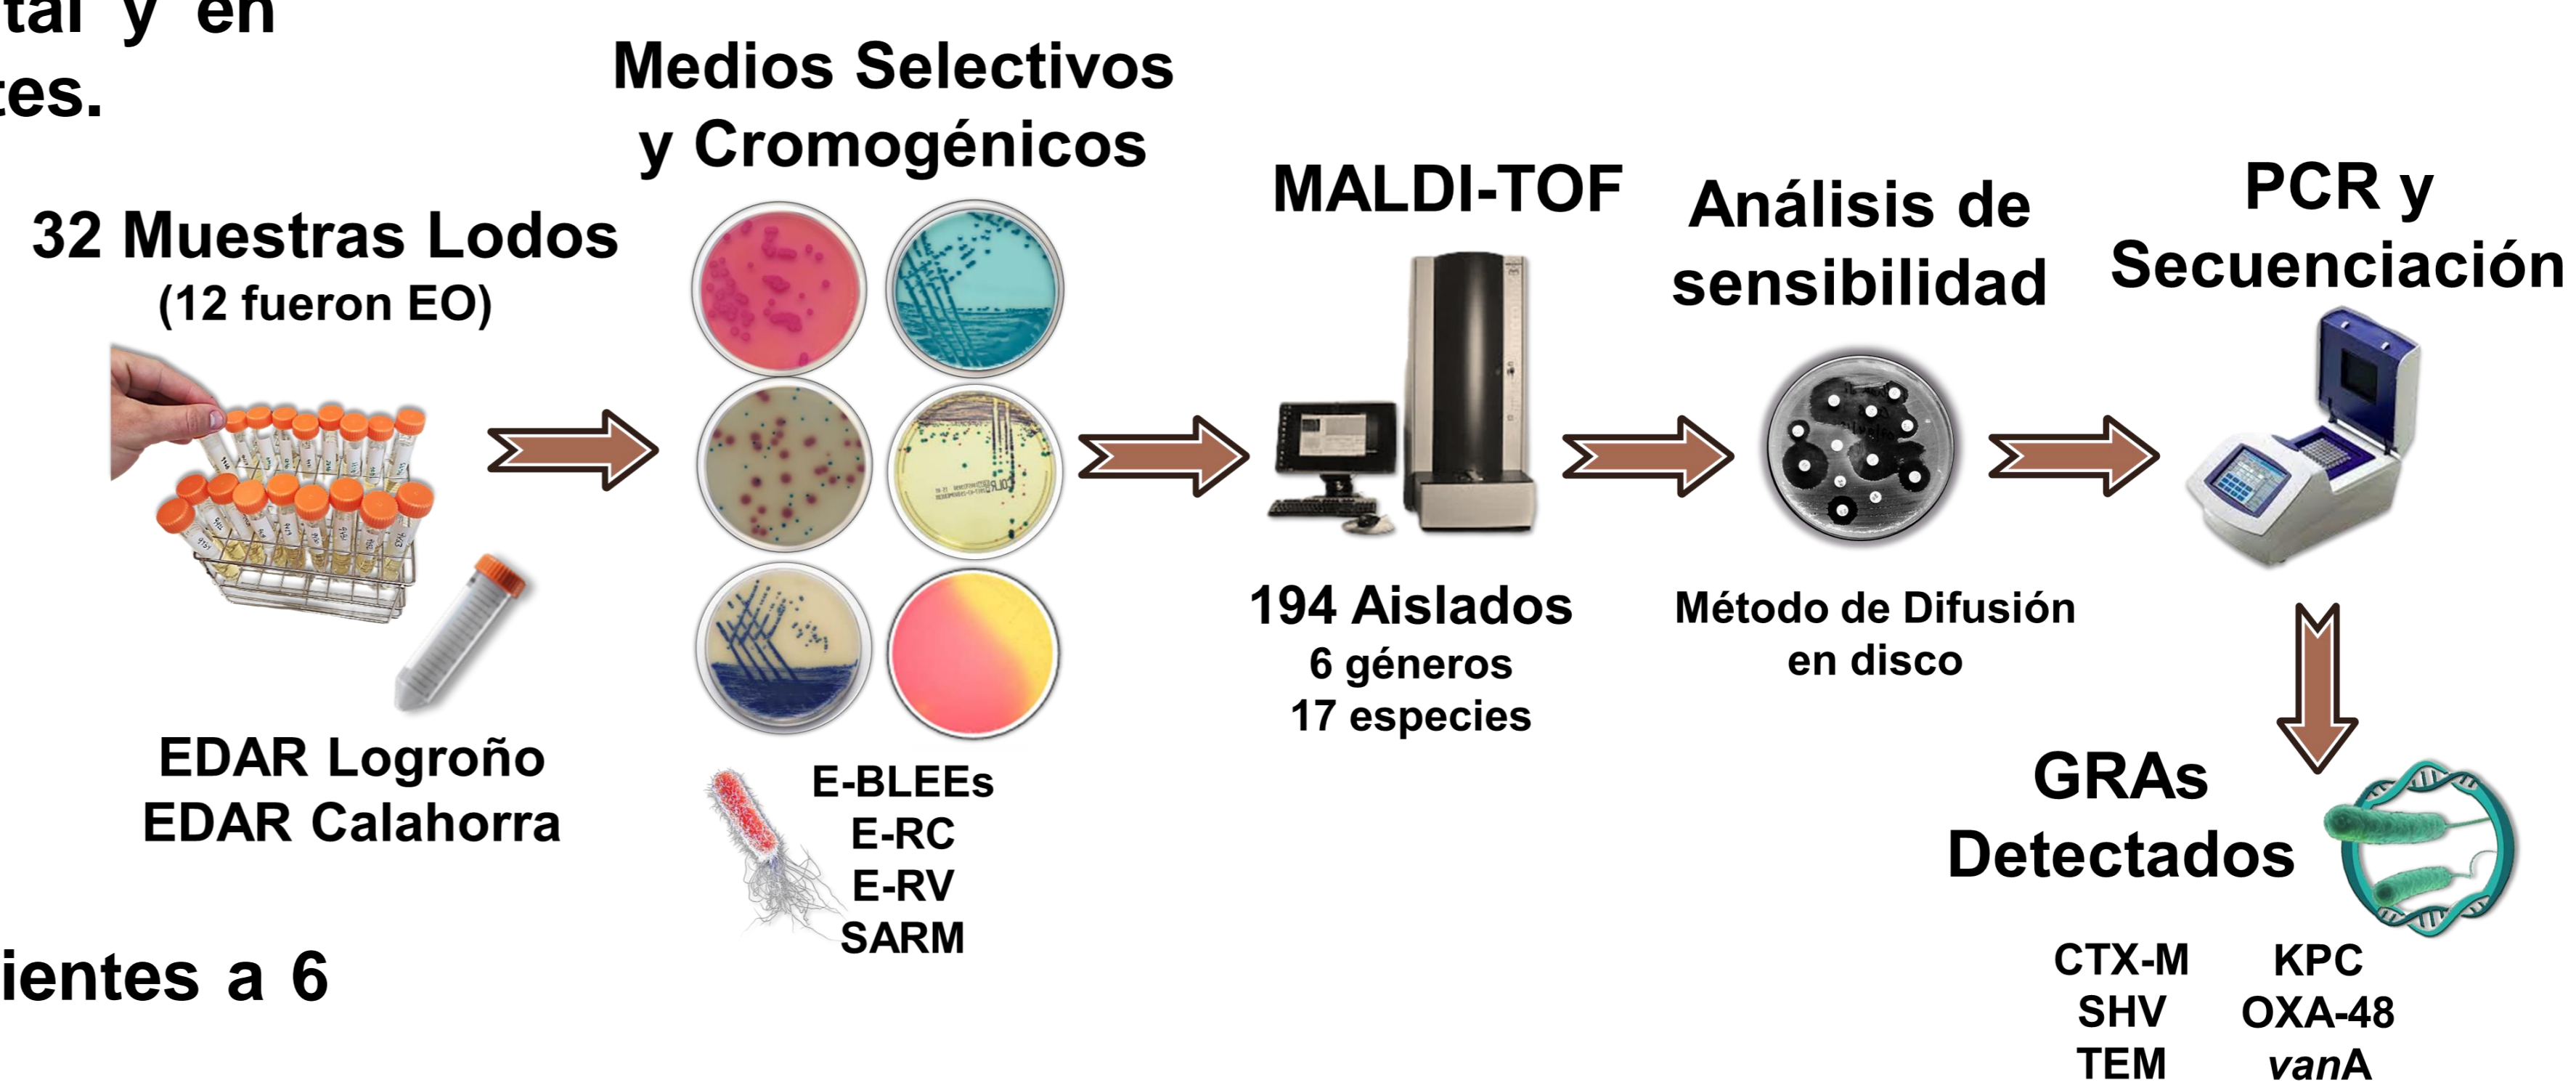 tal y en
tes.
32 Muestras Lodos
(12 fueron EO)
EDAR Logroño
EDAR Calahorra
Medios Selectivos
y Cromogénicos
E-BLEEs
E-RC
E-RV
SARM
MALDI-TOF
194 Aislados
6 géneros
17 especies
Análisis de
sensibilidad
Método de Difusión
en disco
PCR y
Secuenciación
GRAs
Detectados
CTX-M KPC
SHV OXA-48
TEM vanA
ientes a 6